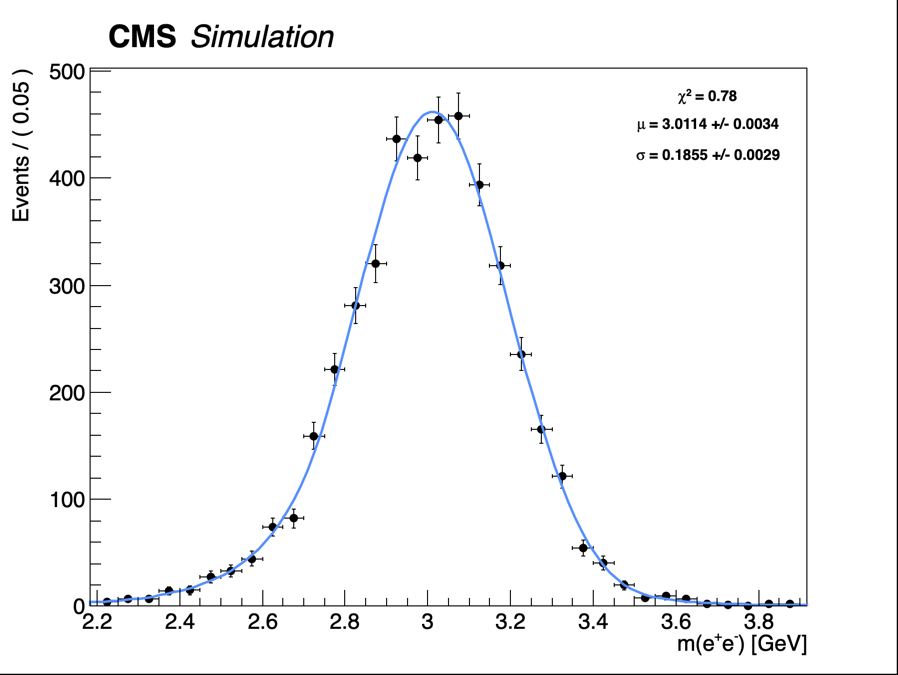 CMS Simulation
Events / ( 0.05 )
500
400
300
200
100
0
χ² = 0.78
μ = 3.0114 +/- 0.0034
σ = 0.1855 +/- 0.0029
2.2 2.4 2.6 2.8 3 3.2 3.4 3.6 3.8
m(e⁺e⁻) [GeV]